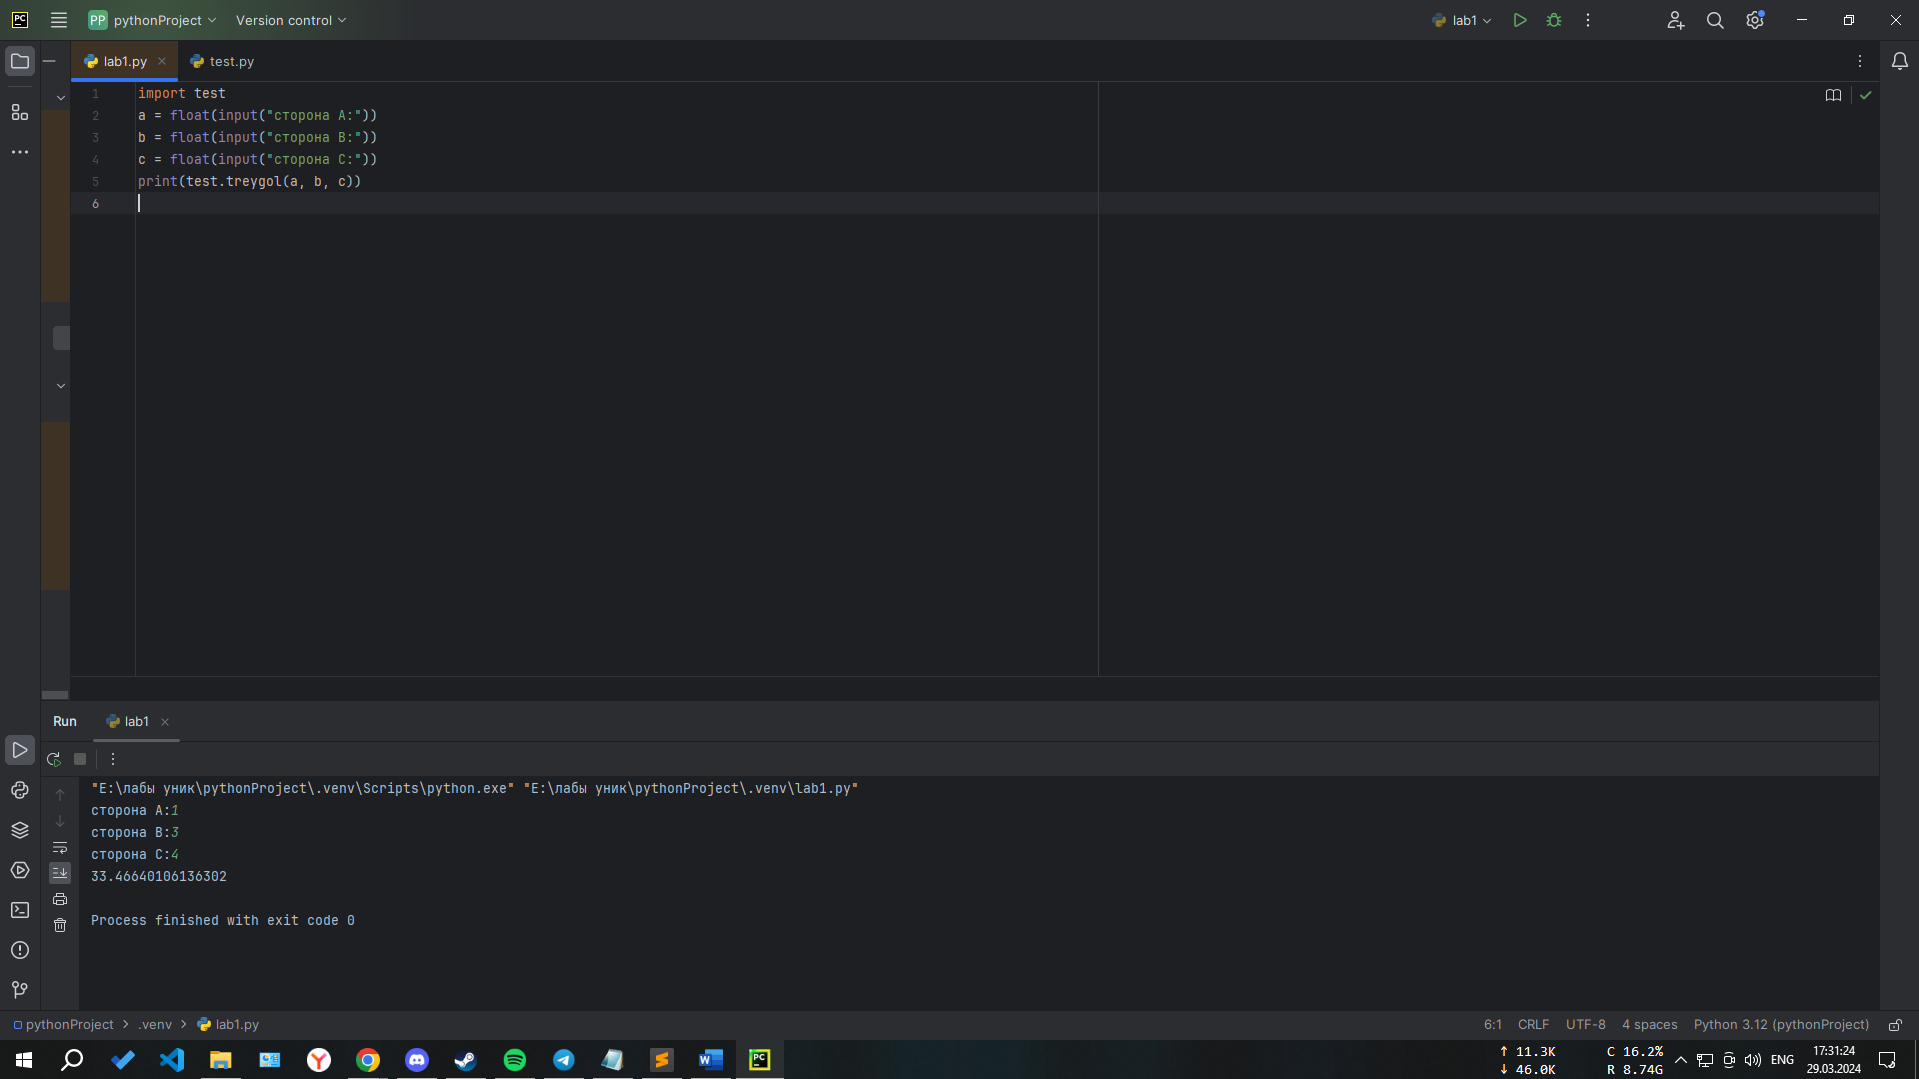 PC PP pythonProject Version control lab1
lab1.py test.py
1 import test
2 a = float(input("сторона A:"))
3 b = float(input("сторона B:"))
4 c = float(input("сторона C:"))
5 print(test.treygol(a, b, c))
6
Run lab1
"E:\лабы уник\pythonProject\.venv\Scripts\python.exe" "E:\лабы уник\pythonProject\.venv\lab1.py"
сторона A:1
сторона B:3
сторона C:4
33.46640106136302
Process finished with exit code 0
pythonProject > .venv > lab1.py 6:1 CRLF UTF-8 4 spaces Python 3.12 (pythonProject)
↑ 11.3K C 16.2% ENG 17:31:24
↓ 46.0K R 8.74G 29.03.2024